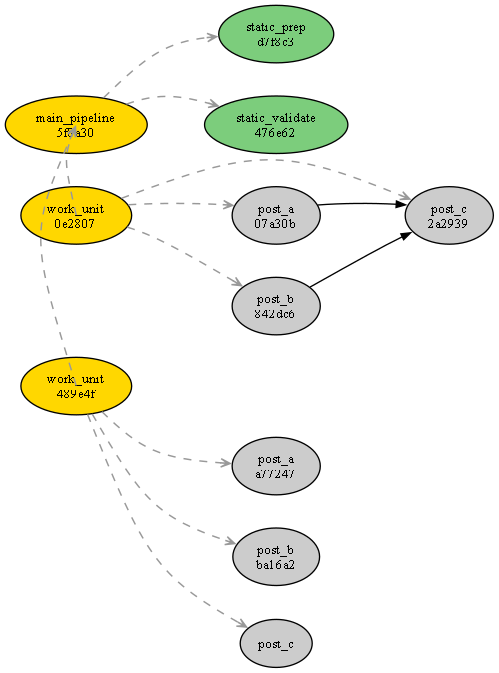 static_prep
d7f8c3
main_pipeline
static_validate
476e62
work_unit
0e2807
post_a
07a30b
post_c
2a2939
post_b
842dc6
work_unit
489e4f
post_a
a77247
post_b
ba16a2
post_c